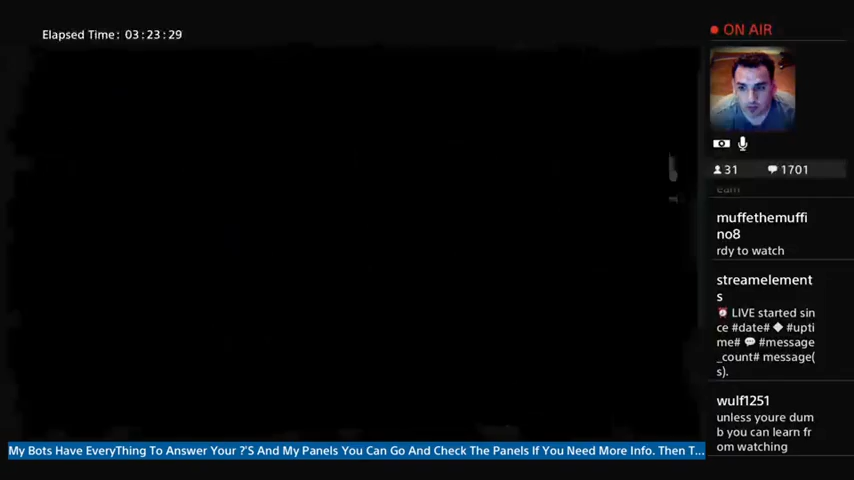 Elapsed Time: 03:23:29
ON AIR
31 1701
muffethemuffi
no8
rdy to watch
streamelement
s
⏰ LIVE started sin
ce #date# ◆ #upti
me# 💬 #message
_count# message(
s).
wulf1251
unless youre dum
b you can learn fr
om watching
My Bots Have EveryThing To Answer Your ?'S And My Panels You Can Go And Check The Panels If You Need More Info. Then T...